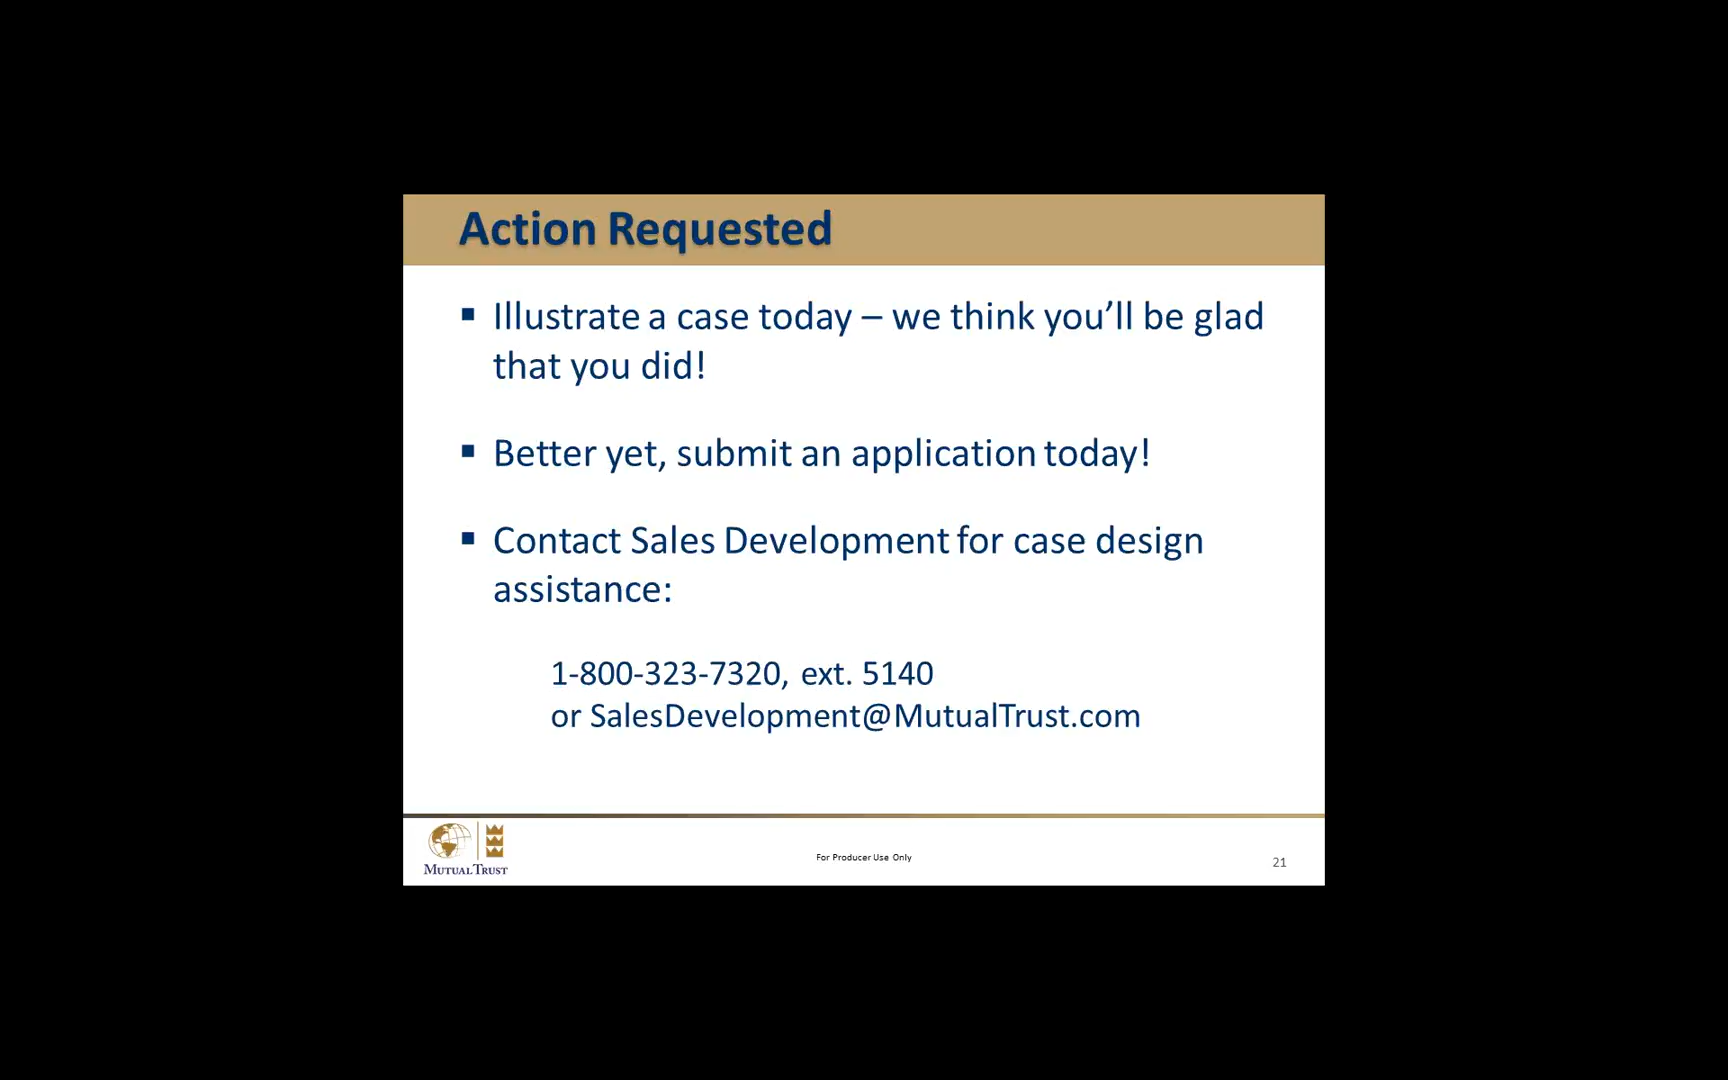 Action Requested
▪ Illustrate a case today – we think you’ll be glad
that you did!
▪ Better yet, submit an application today!
▪ Contact Sales Development for case design
assistance:
1-800-323-7320, ext. 5140
or SalesDevelopment@MutualTrust.com
MUTUAL TRUST
For Producer Use Only
21